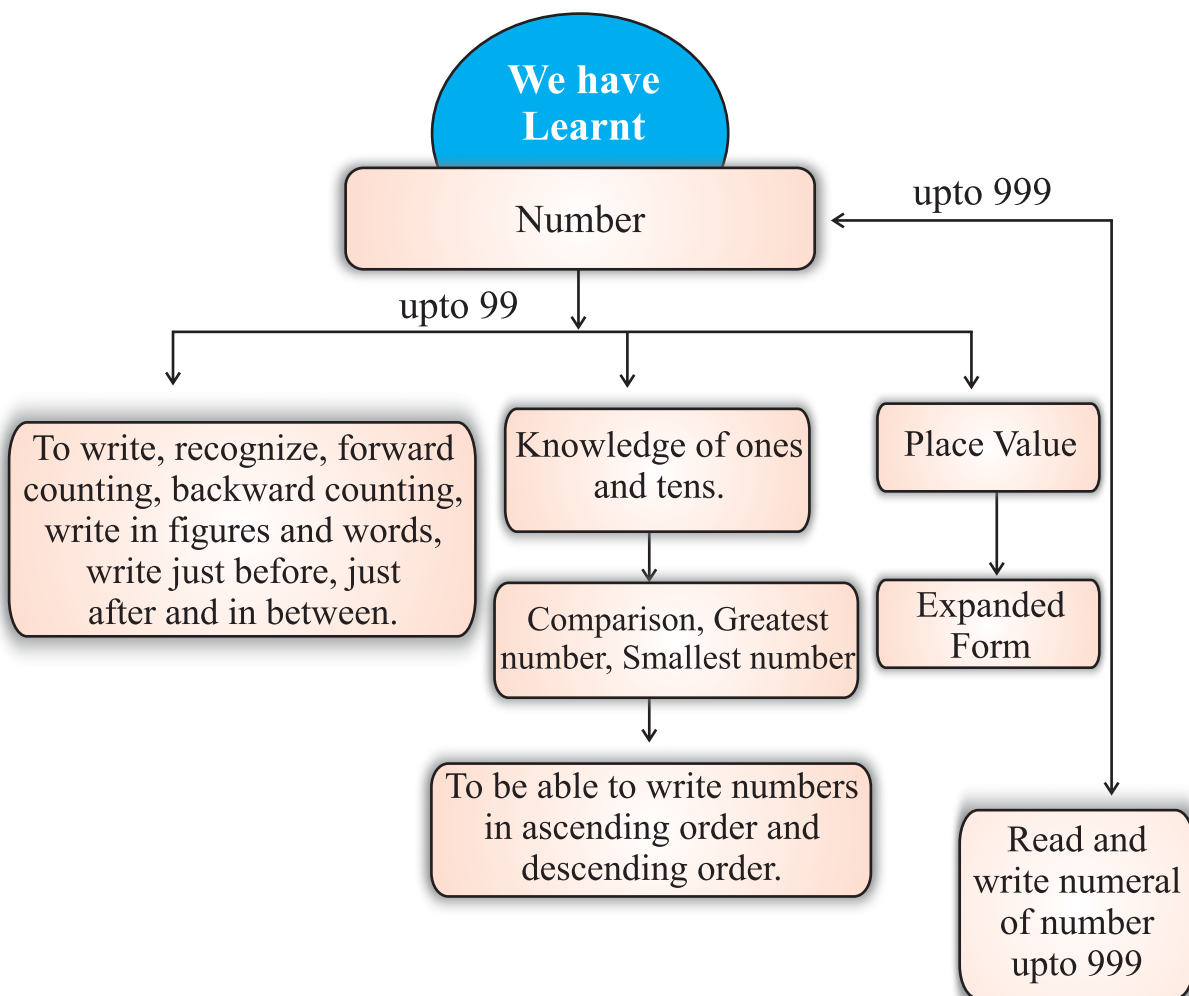 We have
Learnt
Number
upto 999
upto 99
To write, recognize, forward
counting, backward counting,
write in figures and words,
write just before, just
after and in between.
Knowledge of ones
and tens.
Comparison, Greatest
number, Smallest number
To be able to write numbers
in ascending order and
descending order.
Place Value
Expanded
Form
Read and
write numeral
of number
upto 999